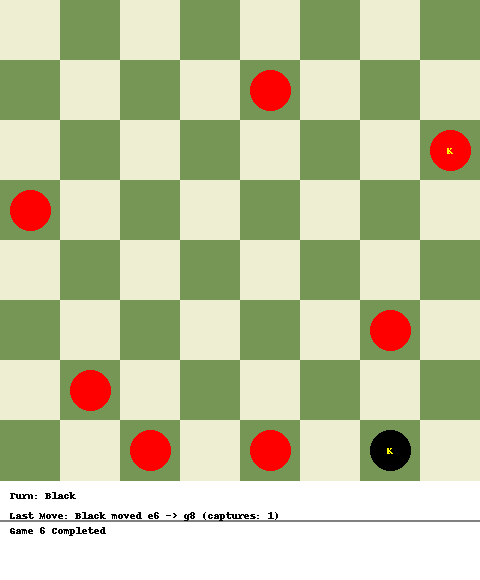 K
K
Turn: Black
Last Move: Black moved e6 -> g8 (captures: 1)
Game 6 Completed